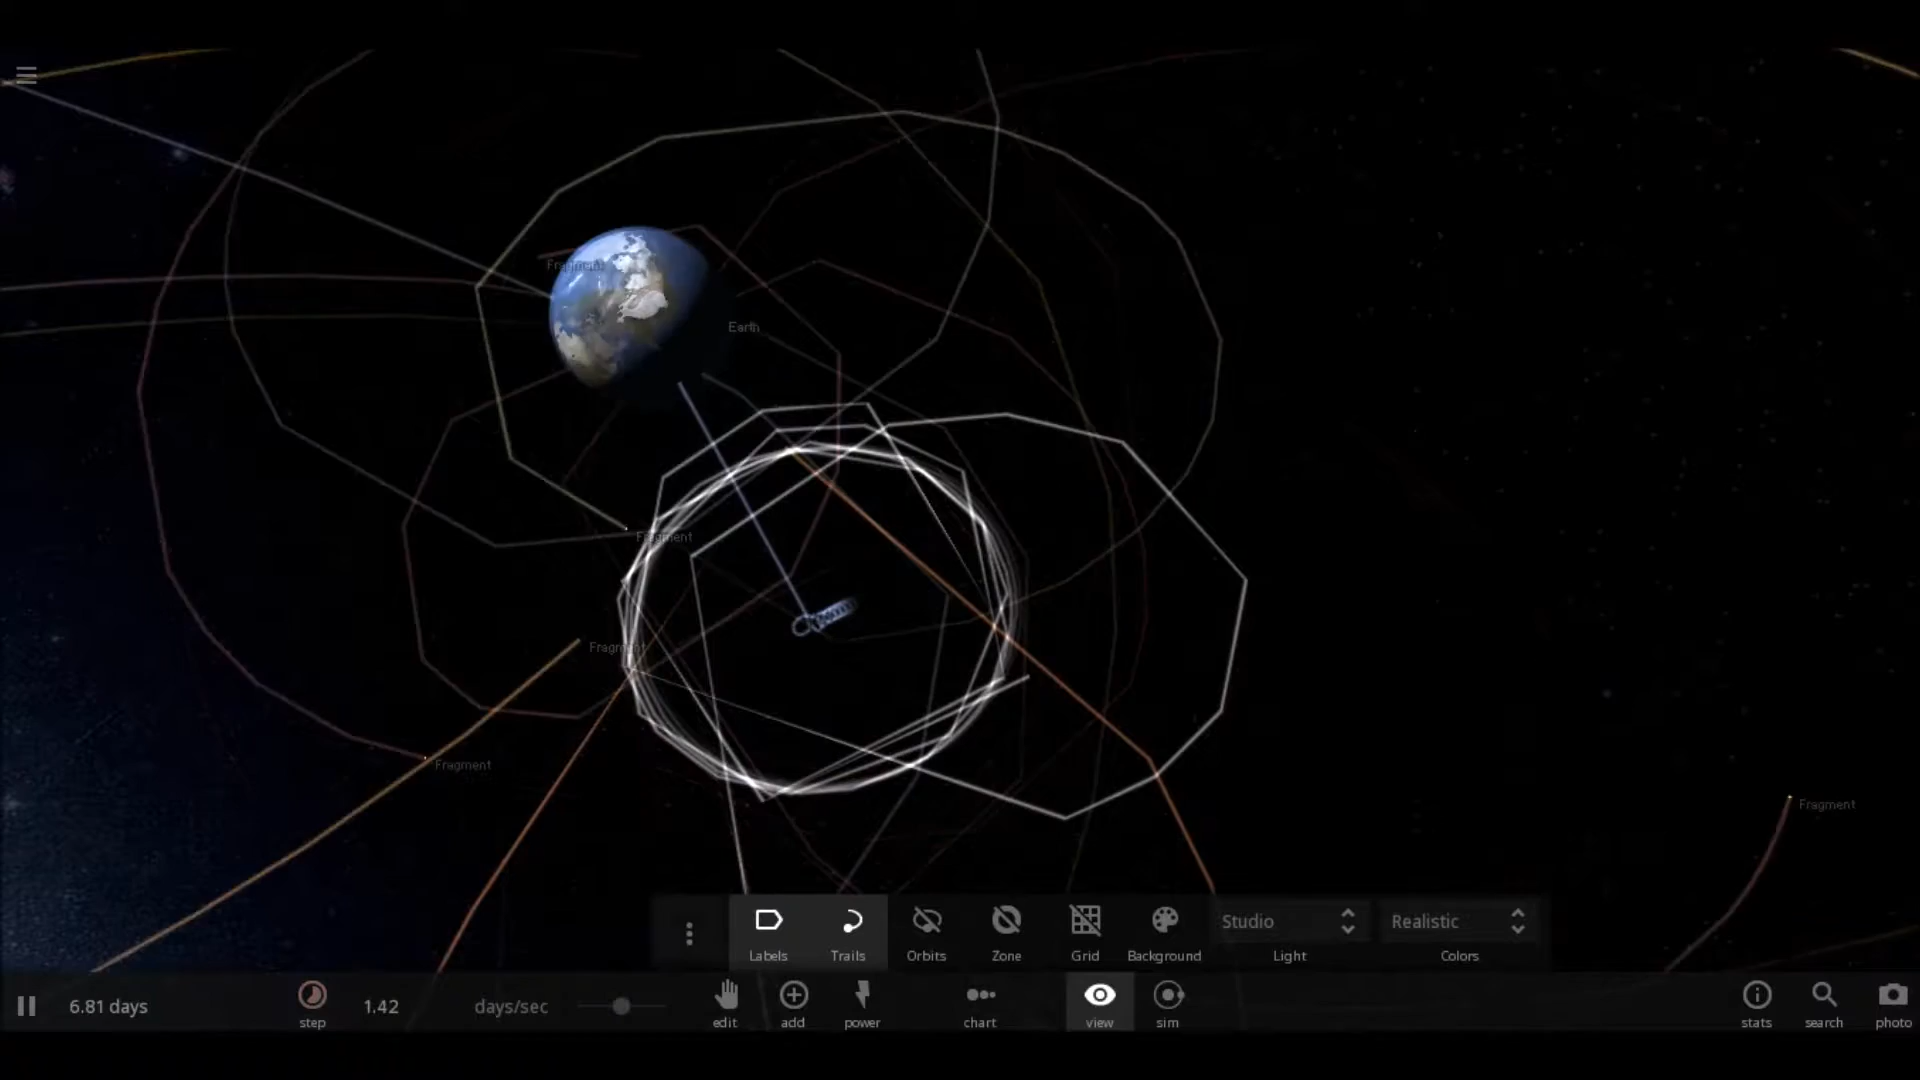 Fragment
Earth
Fragment
Fragment
Fragment
Fragment
Labels
Trails
Orbits
Zone
Grid
Background
Studio
Light
Realistic
Colors
6.81 days
step
1.42
days/sec
edit
add
power
chart
view
sim
stats
search
photo